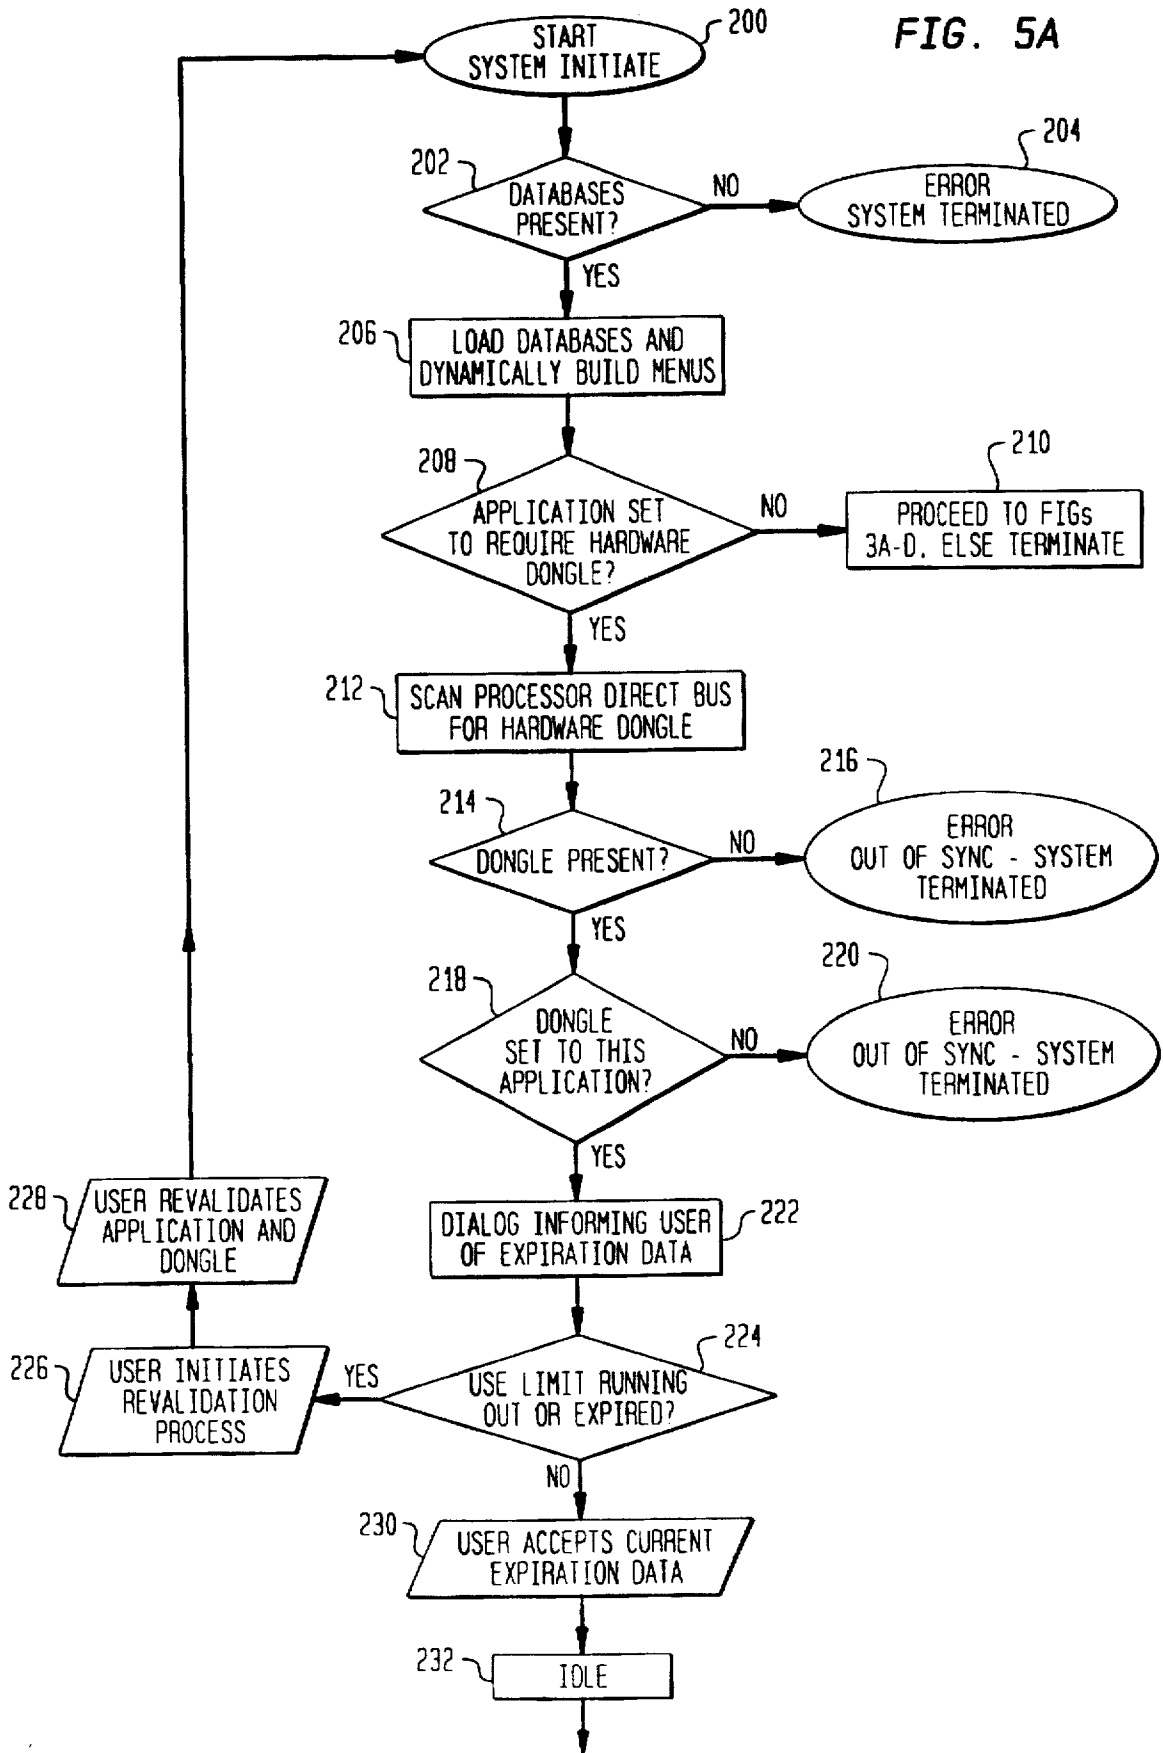 FIG. 5A
START
SYSTEM INITIATE
200
202
DATABASES
PRESENT?
NO
204
ERROR
SYSTEM TERMINATED
YES
206
LOAD DATABASES AND
DYNAMICALLY BUILD MENUS
208
APPLICATION SET
TO REQUIRE HARDWARE
DONGLE?
NO
210
PROCEED TO FIGs
3A-D, ELSE TERMINATE
YES
212
SCAN PROCESSOR DIRECT BUS
FOR HARDWARE DONGLE
214
DONGLE PRESENT?
NO
216
ERROR
OUT OF SYNC - SYSTEM
TERMINATED
YES
218
DONGLE
SET TO THIS
APPLICATION?
NO
220
ERROR
OUT OF SYNC - SYSTEM
TERMINATED
YES
222
DIALOG INFORMING USER
OF EXPIRATION DATA
224
USE LIMIT RUNNING
OUT OR EXPIRED?
YES
226
USER INITIATES
REVALIDATION
PROCESS
228
USER REVALIDATES
APPLICATION AND
DONGLE
NO
230
USER ACCEPTS CURRENT
EXPIRATION DATA
232
IDLE